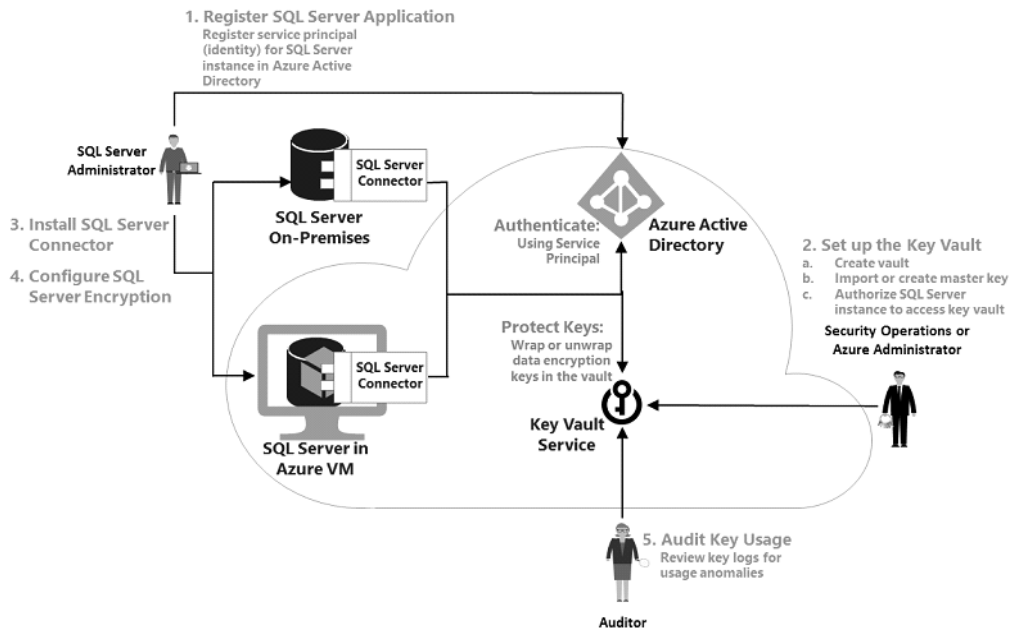 1. Register SQL Server Application
Register service principal
(identity) for SQL Server
instance in Azure Active
Directory
SQL Server
Administrator
SQL Server
Connector
SQL Server
On-Premises
Authenticate:
Using Service
Principal
Azure Active
Directory
3. Install SQL Server
Connector
4. Configure SQL
Server Encryption
2. Set up the Key Vault
a. Create vault
b. Import or create master key
c. Authorize SQL Server
instance to access key vault
Security Operations or
Azure Administrator
Protect Keys:
Wrap or unwrap
data encryption
keys in the vault
SQL Server
Connector
SQL Server in
Azure VM
Key Vault
Service
5. Audit Key Usage
Review key logs for
usage anomalies
Auditor